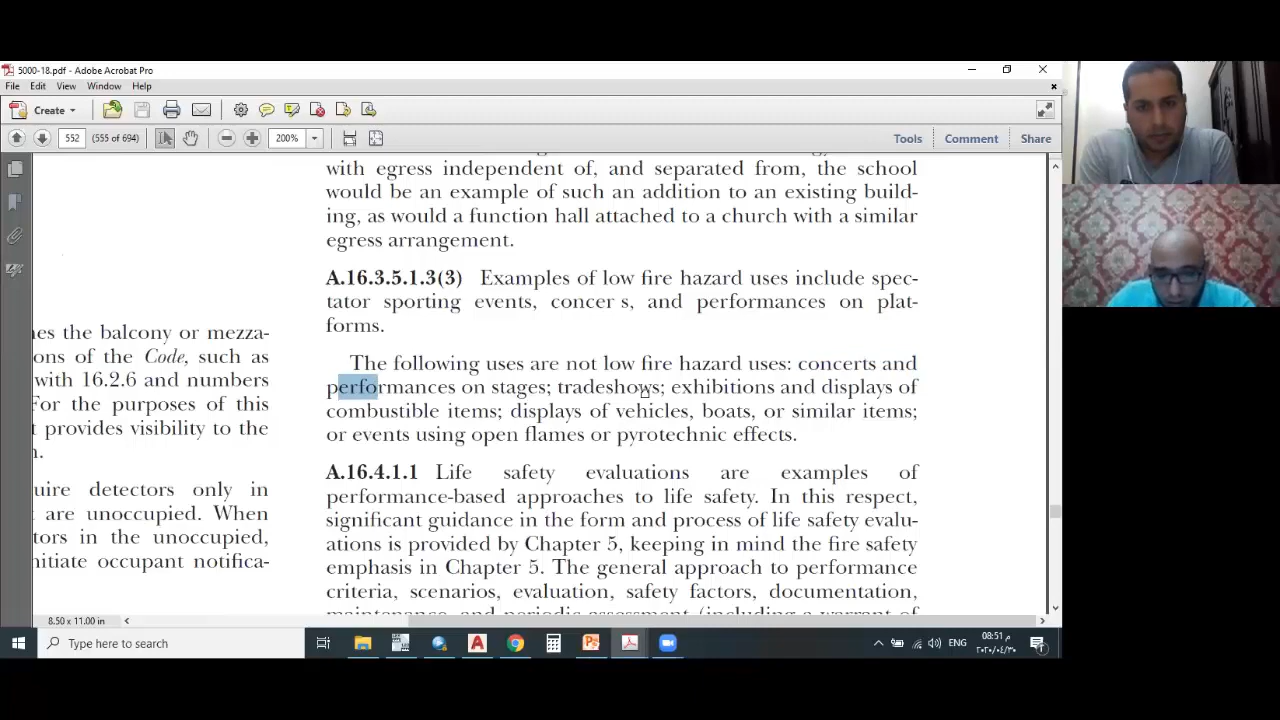 5000-18.pdf - Adobe Acrobat Pro
File Edit View Window Help
Create
552 (555 of 694) 200% Tools Comment Share
with egress independent of, and separated from, the school
would be an example of such an addition to an existing build-
ing, as would a function hall attached to a church with a similar
egress arrangement.
A.16.3.5.1.3(3) Examples of low fire hazard uses include spec-
tator sporting events, concer s, and performances on plat-
forms.
The following uses are not low fire hazard uses: concerts and
performances on stages; tradeshows; exhibitions and displays of
combustible items; displays of vehicles, boats, or similar items;
or events using open flames or pyrotechnic effects.
A.16.4.1.1 Life safety evaluations are examples of
performance-based approaches to life safety. In this respect,
significant guidance in the form and process of life safety evalu-
ations is provided by Chapter 5, keeping in mind the fire safety
emphasis in Chapter 5. The general approach to performance
criteria, scenarios, evaluation, safety factors, documentation,
maintenance, and periodic assessment (including a warrant of
nes the balcony or mezza-
ons of the Code, such as
with 16.2.6 and numbers
For the purposes of this
t provides visibility to the
n.
uire detectors only in
are unoccupied. When
tors in the unoccupied,
nitiate occupant notifica-
8.50 x 11.00 in
Type here to search
ENG
08:51 م
٢٠٢٠/٠٤/٣٠